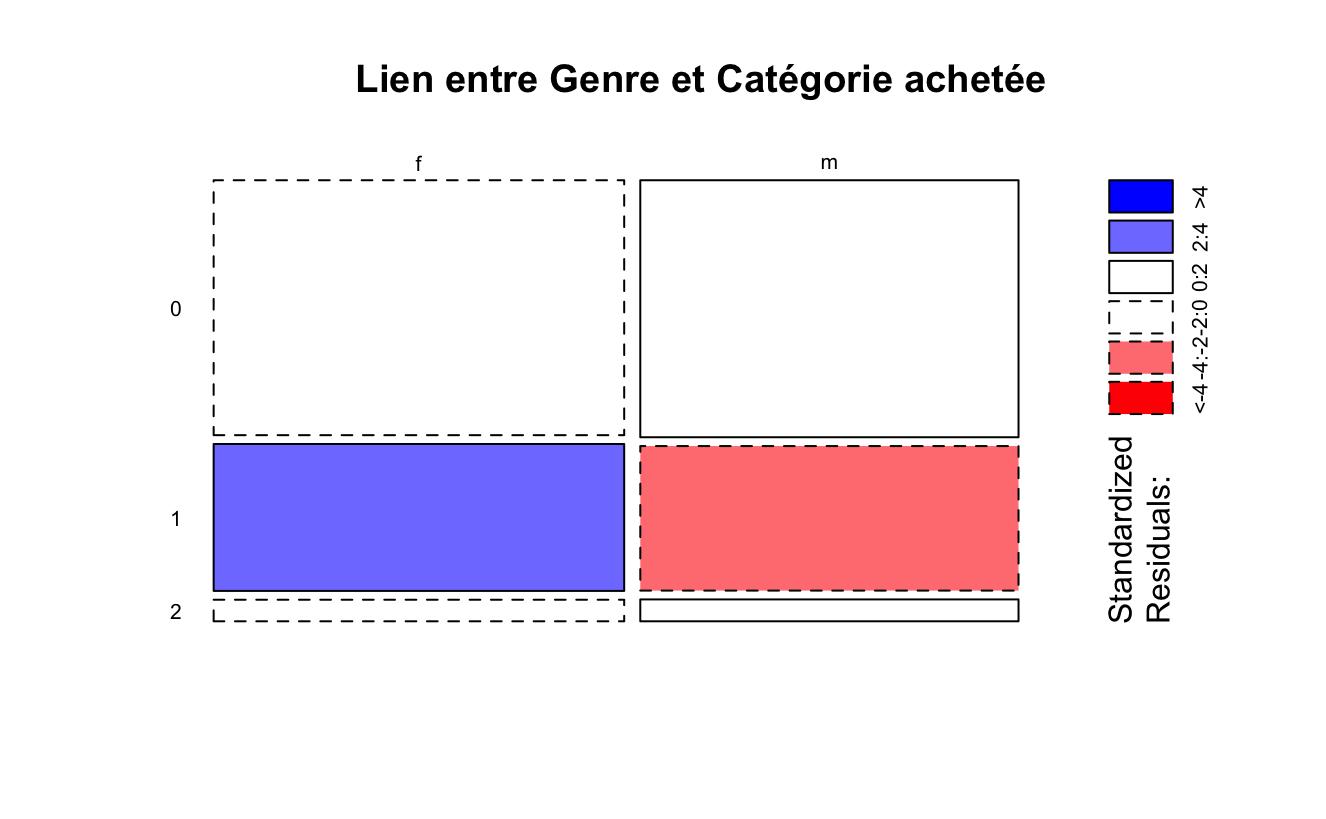 Lien entre Genre et Catégorie achetée
f
m
0
1
2
Standardized
Residuals:
<-4
-4:-2
-2:0
0:2
2:4
>4